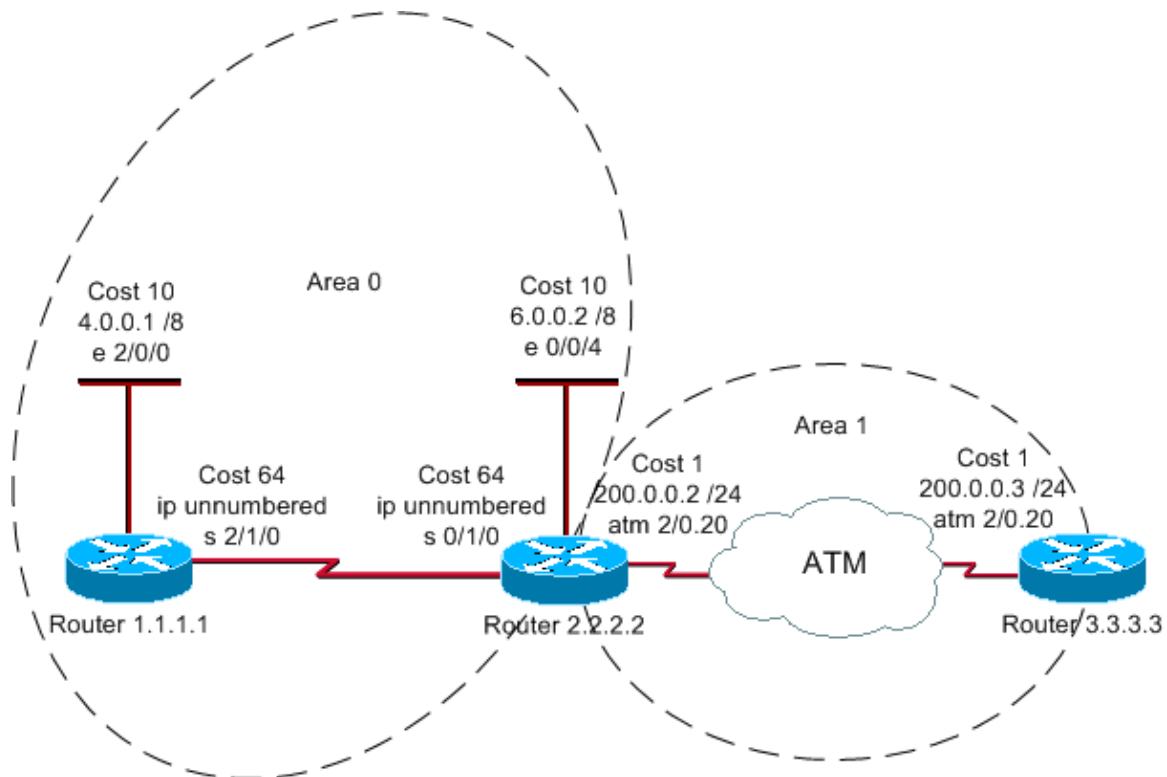 Area 0
Cost 10
4.0.0.1 /8
e 2/0/0
Cost 10
6.0.0.2 /8
e 0/0/4
Area 1
Cost 64
ip unnumbered
s 2/1/0
Cost 64
ip unnumbered
s 0/1/0
Cost 1
200.0.0.2 /24
atm 2/0.20
Cost 1
200.0.0.3 /24
atm 2/0.20
ATM
Router 1.1.1.1
Router 2.2.2.2
Router 3.3.3.3